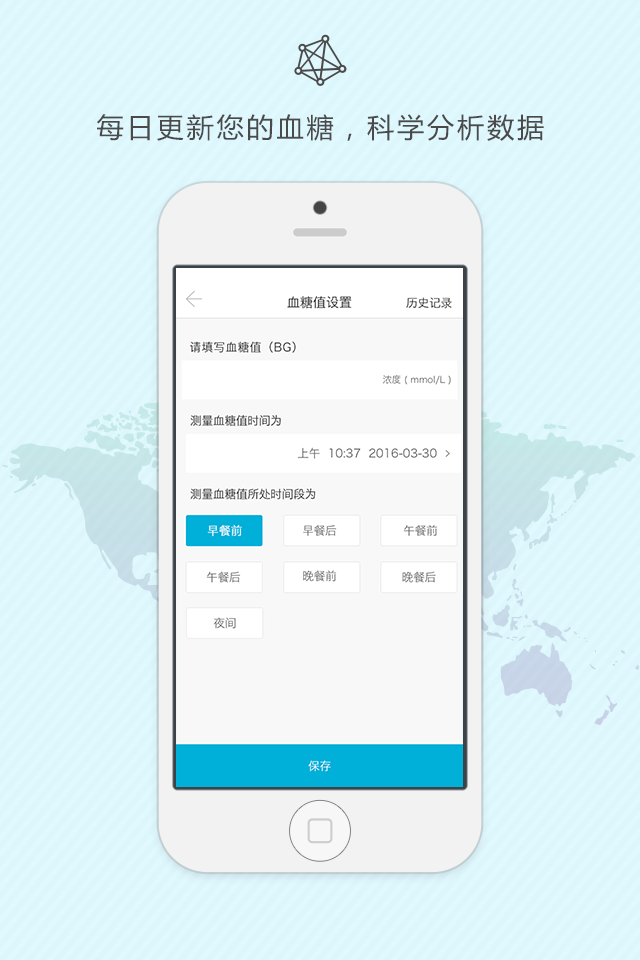 每日更新您的血糖，科学分析数据
血糖值设置 历史记录
请填写血糖值（BG）
浓度 ( mmol/L )
测量血糖值时间为
上午 10:37 2016-03-30 >
测量血糖值所处时间段为
早餐前 早餐后 午餐前
午餐后 晚餐前 晚餐后
夜间
保存